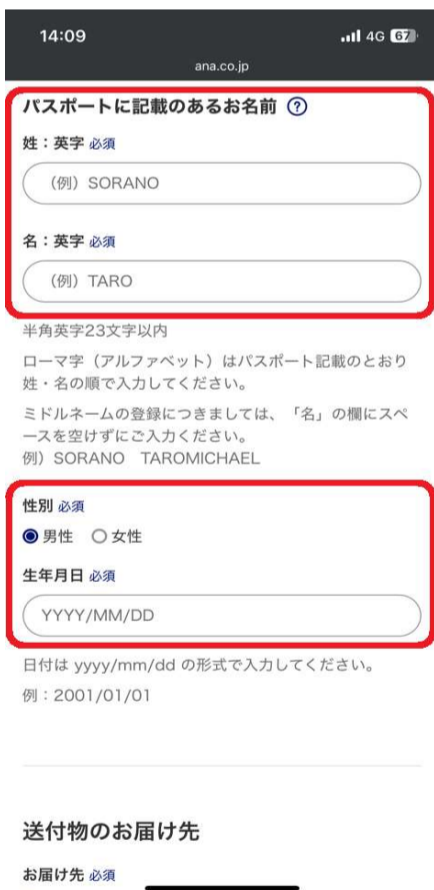 14:09
4G 67
ana.co.jp
パスポートに記載のあるお名前 ?
姓：英字 必須
（例）SORANO
名：英字 必須
（例）TARO
半角英字23文字以内
ローマ字（アルファベット）はパスポート記載のとおり
姓・名の順で入力してください。
ミドルネームの登録につきましては、「名」の欄にスペ
ースを空けずにご入力ください。
例）SORANO　TAROMICHAEL
性別 必須
男性 女性
生年月日 必須
YYYY/MM/DD
日付は yyyy/mm/dd の形式で入力してください。
例：2001/01/01
送付物のお届け先
お届け先 必須